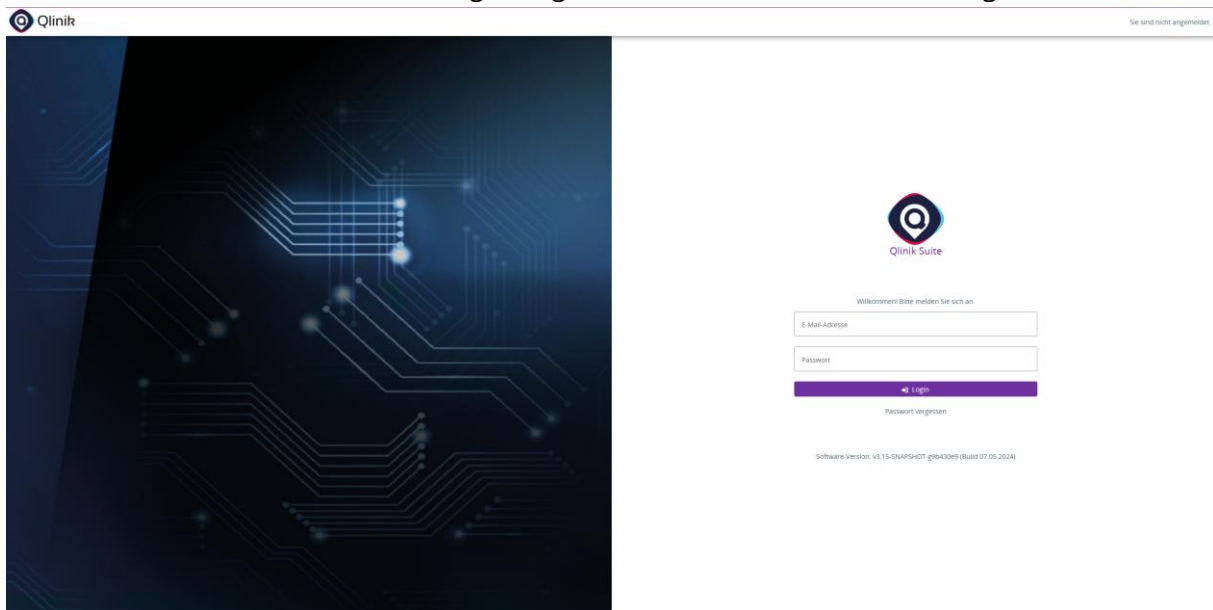 Qlinik
Sie sind nicht angemeldet.
Qlinik Suite
Willkommen! Bitte melden Sie sich an.
E-Mail-Adresse
Passwort
Login
Passwort vergessen
Software-Version: v3.15-SNAPSHOT-g9b430e9 (Build 07.05.2024)